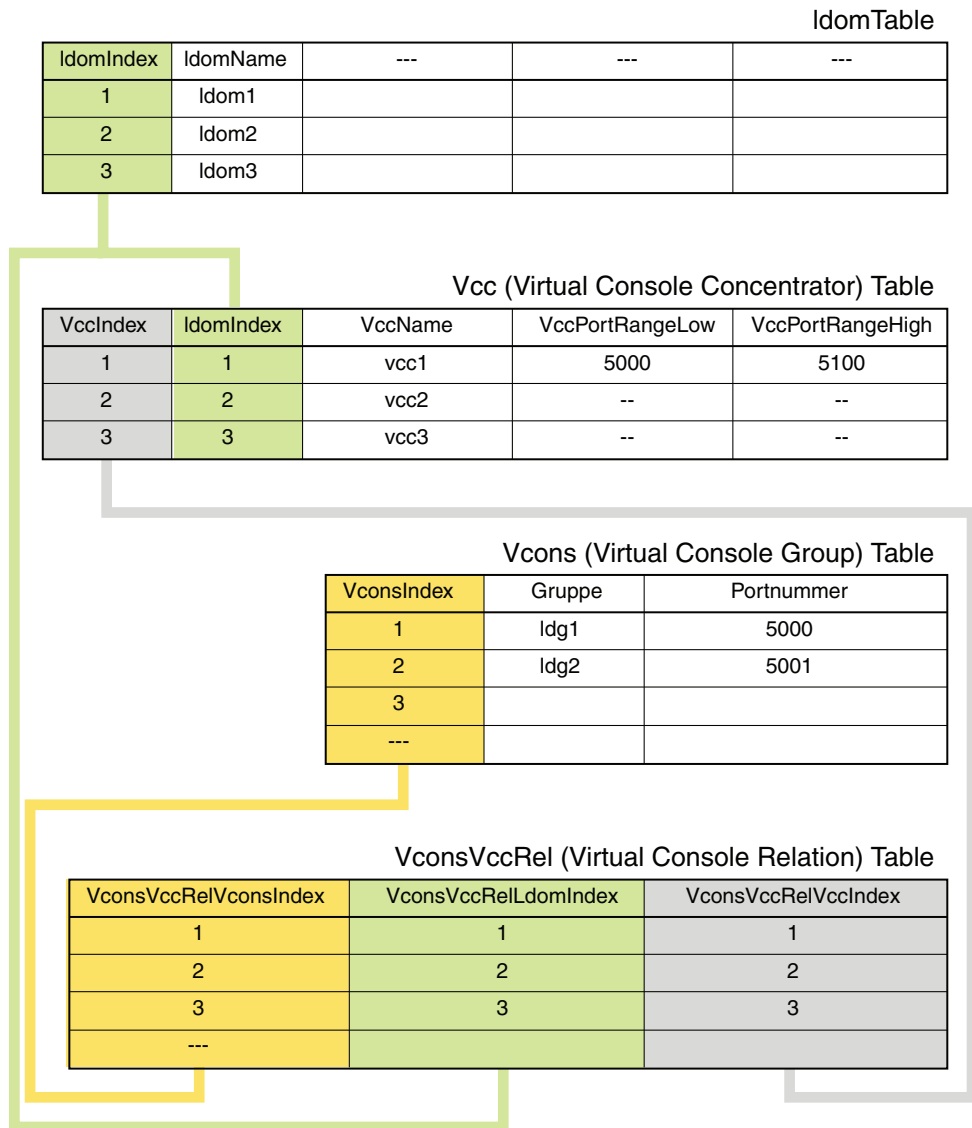 ldomTable
ldomIndex ldomName --- --- ---
1 ldom1
2 ldom2
3 ldom3
Vcc (Virtual Console Concentrator) Table
VccIndex ldomIndex VccName VccPortRangeLow VccPortRangeHigh
1 1 vcc1 5000 5100
2 2 vcc2 -- --
3 3 vcc3 -- --
Vcons (Virtual Console Group) Table
VconsIndex Gruppe Portnummer
1 ldg1 5000
2 ldg2 5001
3
---
VconsVccRel (Virtual Console Relation) Table
VconsVccRelVconsIndex VconsVccRelLdomIndex VconsVccRelVccIndex
1 1 1
2 2 2
3 3 3
---